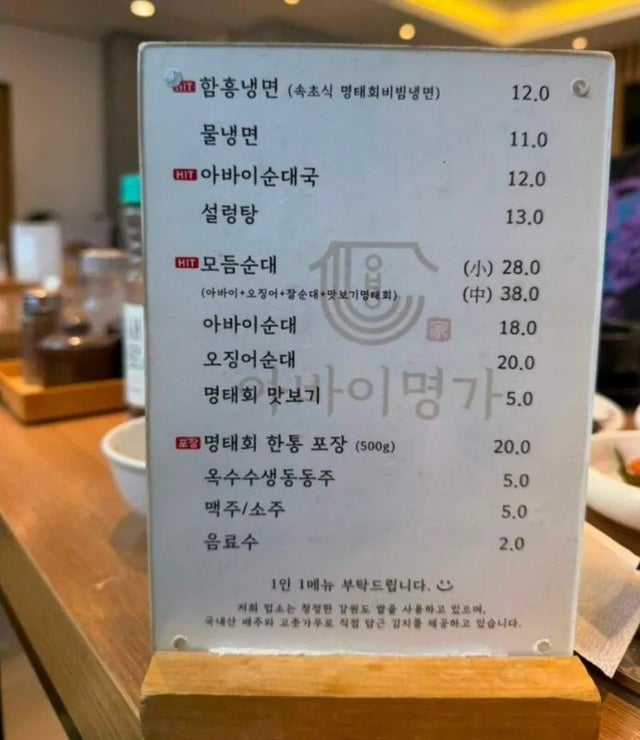 HIT 함흥냉면 (속초식 명태회비빔냉면) 12.0
물냉면 11.0
HIT 아바이순대국 12.0
설렁탕 13.0
HIT 모듬순대 (小) 28.0
(아바이+오징어+찰순대+맛보기명태회) (中) 38.0
아바이순대 18.0
오징어순대 20.0
명태회 맛보기 5.0
아바이명가
家
포장 명태회 한통 포장 (500g) 20.0
옥수수생동동주 5.0
맥주/소주 5.0
음료수 2.0
1인 1메뉴 부탁드립니다.
저희 업소는 청정한 강원도 쌀을 사용하고 있으며,
국내산 배추와 고춧가루로 직접 담근 김치를 제공하고 있습니다.